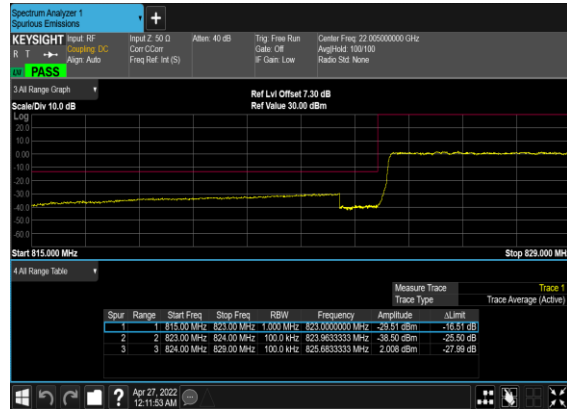 Spectrum Analyzer 1
Spurious Emissions
+
KEYSIGHT Input: RF Input Z: 50 Ω Atten: 40 dB Trig: Free Run Center Freq: 22.005000000 GHz
R T Coupling: DC Corr CCorr Gate: Off Avg|Hold: 100/100
Align: Auto Freq Ref: Int (S) IF Gain: Low Radio Std: None
PASS
3 All Range Graph
Ref Lvl Offset 7.30 dB
Scale/Div 10.0 dB Ref Value 30.00 dBm
Log
20.0
10.0
0.00
-10.0
-20.0
-30.0
-40.0
-50.0
-60.0
Start 815.000 MHz Stop 829.000 MH
4 All Range Table
Measure Trace Trace 1
Trace Type Trace Average (Active)
Spur Range Start Freq Stop Freq RBW Frequency Amplitude ΔLimit
1 1 815.00 MHz 823.00 MHz 1.000 MHz 823.0000000 MHz -29.51 dBm -16.51 dB
2 2 823.00 MHz 824.00 MHz 100.0 kHz 823.9633333 MHz -38.50 dBm -25.50 dB
3 3 824.00 MHz 829.00 MHz 100.0 kHz 825.6833333 MHz 2.008 dBm -27.99 dB
? Apr 27, 2022
12:11:53 AM